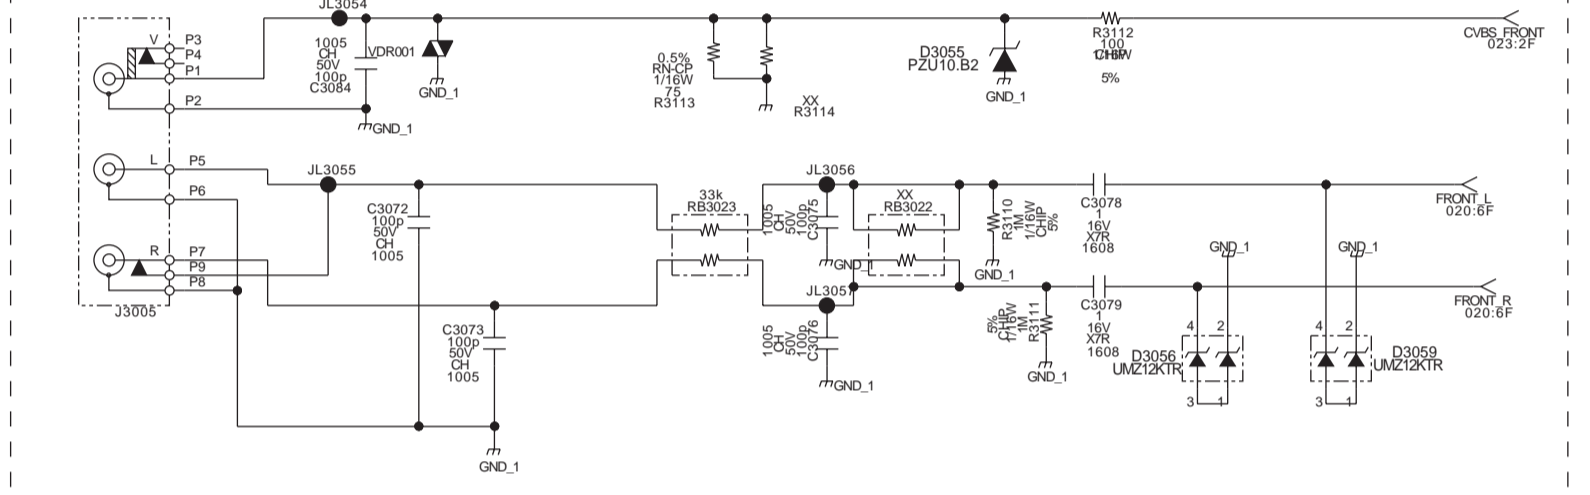 JL3054
V
P3
P4
P1
P2
1005
CH
50V
100p
C3084
VDR001
GND_1
GND_1
0.5%
RN-CP
1/16W
75
R3113
XX
R3114
D3055
PZU10.B2
GND_1
R3112
100
CHIP
1/16W
5%
CVBS_FRONT
023:2F
L
P5
P6
JL3055
R
P7
P9
P8
J3005
C3072
100p
50V
CH
1005
C3073
100p
50V
CH
1005
GND_1
33k
RB3023
JL3056
1005
CH
50V
100p
C3075
GND_1
XX
RB3022
R3110
1M
1/16W
CHIP
5%
GND_1
C3078
1
16V
X7R
1608
FRONT_L
020:6F
JL3057
1005
CH
50V
100p
C3076
GND_1
5%
CHIP
1/16W
1M
R3111
GND_1
C3079
1
16V
X7R
1608
GND_1
GND_1
FRONT_R
020:6F
4
2
D3056
UMZ12KTR
3
1
4
2
D3059
UMZ12KTR
3
1